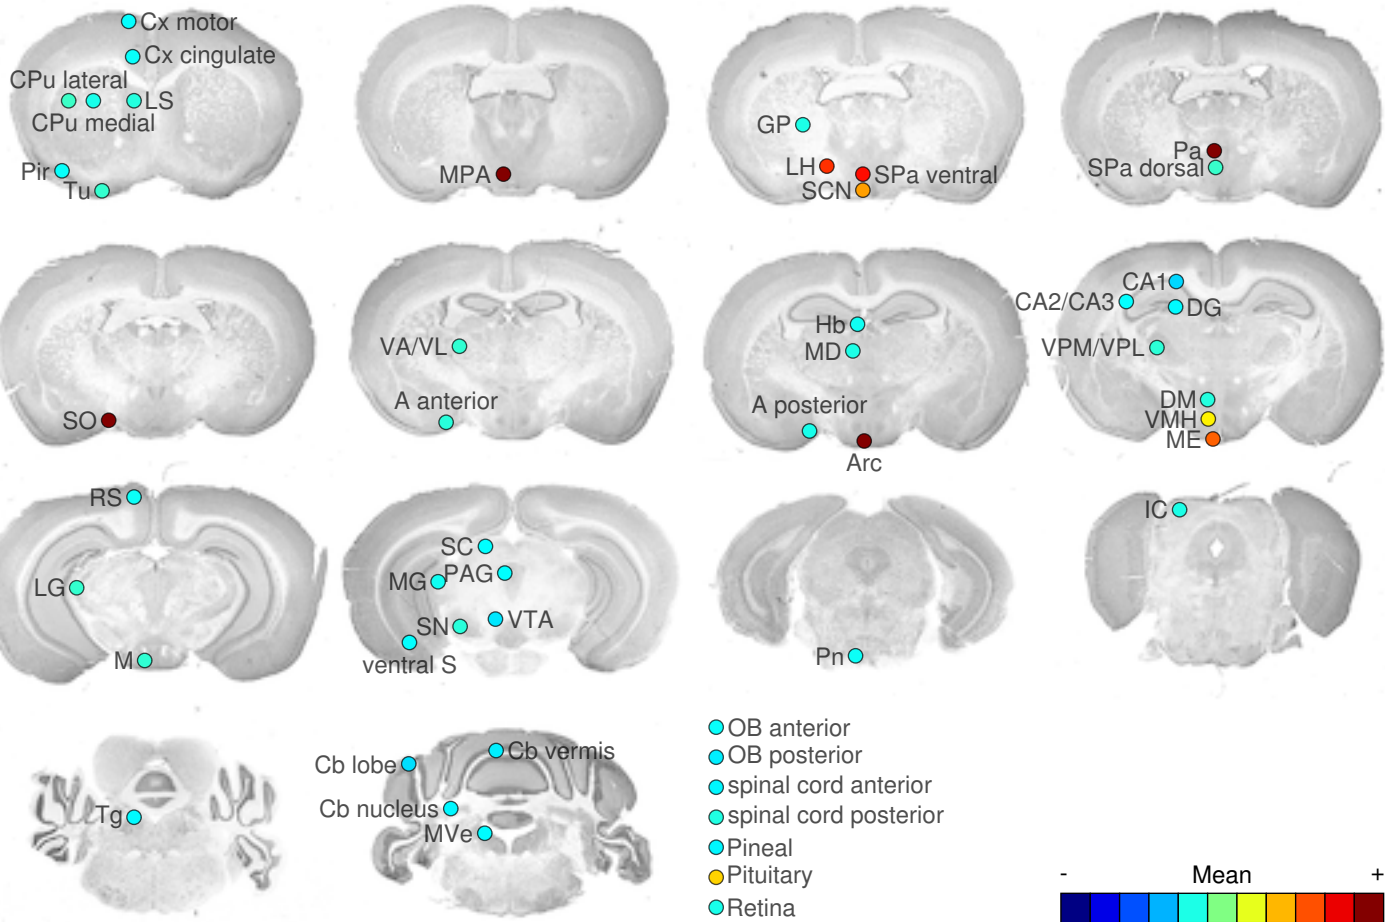 Cx motor
Cx cingulate
CPu lateral
LS
CPu medial
Pir
Tu
MPA
GP
LH
SPa ventral
SCN
Pa
SPa dorsal
SO
VA/VL
A anterior
Hb
MD
A posterior
Arc
CA1
CA2/CA3
DG
VPM/VPL
DM
VMH
ME
RS
LG
M
SC
MG
PAG
SN
VTA
ventral S
Pn
IC
Tg
Cb lobe
Cb vermis
Cb nucleus
MVe
OB anterior
OB posterior
spinal cord anterior
spinal cord posterior
Pineal
Pituitary
Retina
- Mean +